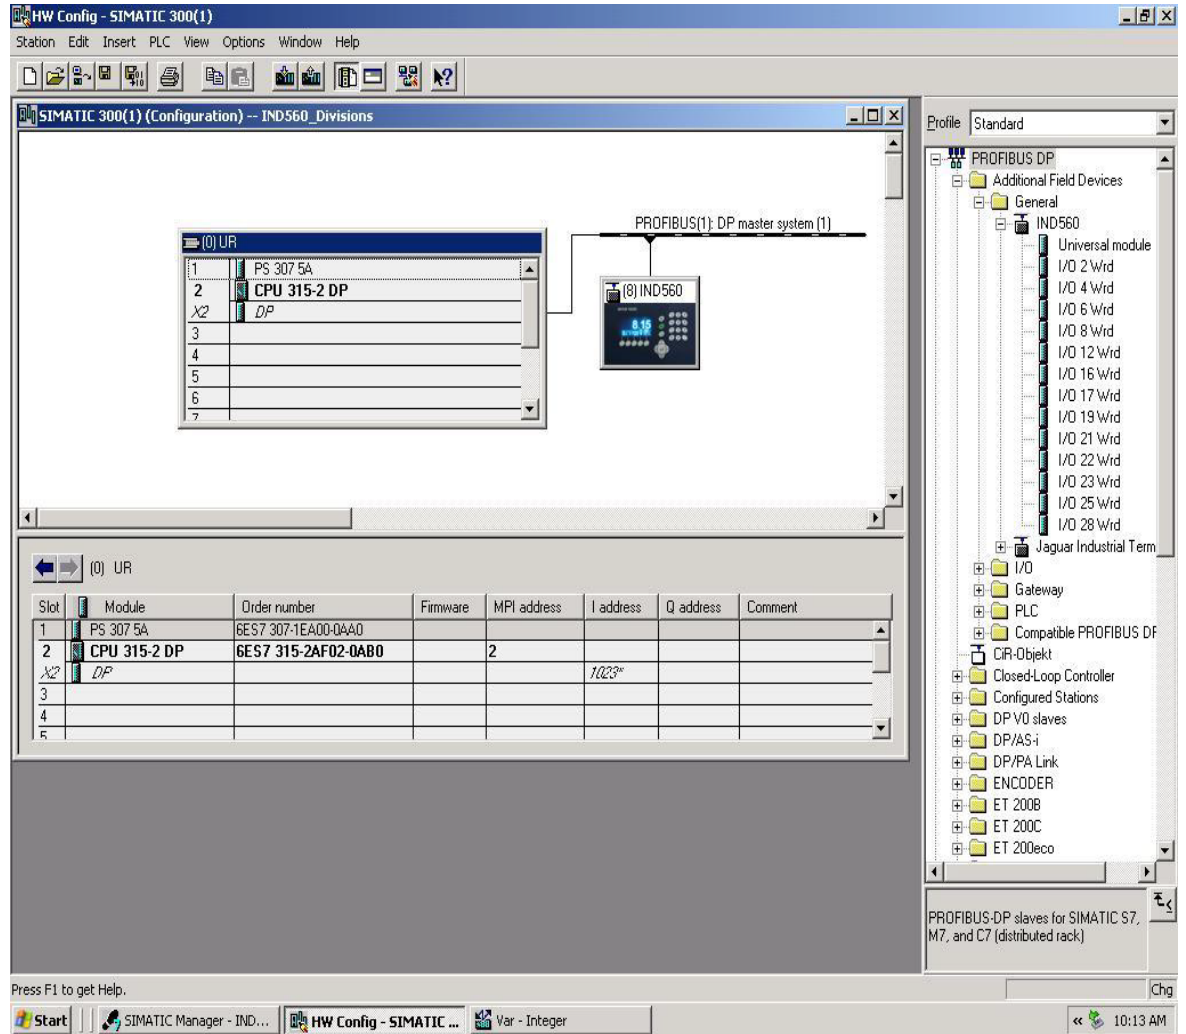 HW Config - SIMATIC 300(1)
Station Edit Insert PLC View Options Window Help
SIMATIC 300(1) (Configuration) -- IND560_Divisions
PROFIBUS(1): DP master system (1)
(0) UR
1 PS 307 5A
2 CPU 315-2 DP
X2 DP
3
4
5
6
7
(8) IND560
8.15
(0) UR
Slot Module Order number Firmware MPI address I address Q address Comment
1 PS 307 5A 6ES7 307-1EA00-0AA0
2 CPU 315-2 DP 6ES7 315-2AF02-0AB0 2
X2 DP 1023*
3
4
5
Profile Standard
PROFIBUS DP
Additional Field Devices
General
IND560
Universal module
I/O 2 Wrd
I/O 4 Wrd
I/O 6 Wrd
I/O 8 Wrd
I/O 12 Wrd
I/O 16 Wrd
I/O 17 Wrd
I/O 19 Wrd
I/O 21 Wrd
I/O 22 Wrd
I/O 23 Wrd
I/O 25 Wrd
I/O 28 Wrd
Jaguar Industrial Term
I/O
Gateway
PLC
Compatible PROFIBUS DP
CiR-Objekt
Closed-Loop Controller
Configured Stations
DP V0 slaves
DP/AS-i
DP/PA Link
ENCODER
ET 200B
ET 200C
ET 200eco
PROFIBUS-DP slaves for SIMATIC S7,
M7, and C7 (distributed rack)
Press F1 to get Help.
Chg
Start SIMATIC Manager - IND... HW Config - SIMATIC ... Var - Integer « 10:13 AM